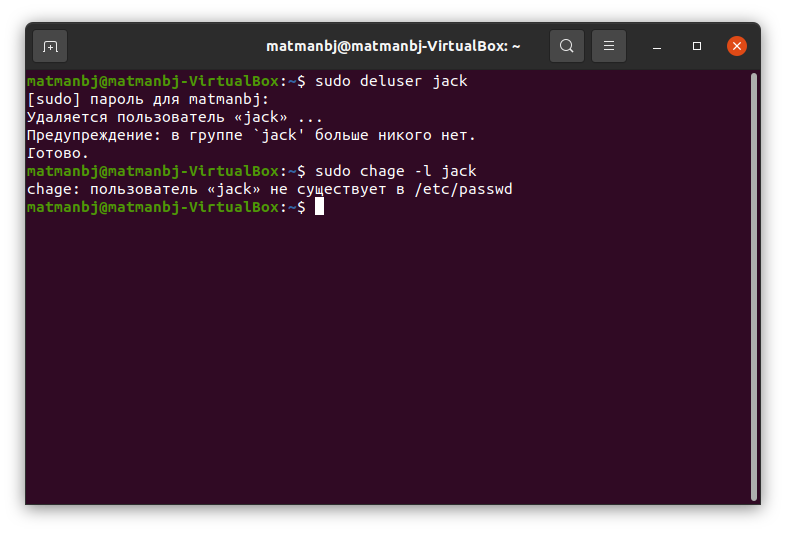 matmanbj@matmanbj-VirtualBox: ~
matmanbj@matmanbj-VirtualBox:~$ sudo deluser jack
[sudo] пароль для matmanbj:
Удаляется пользователь «jack» ...
Предупреждение: в группе `jack' больше никого нет.
Готово.
matmanbj@matmanbj-VirtualBox:~$ sudo chage -l jack
chage: пользователь «jack» не существует в /etc/passwd
matmanbj@matmanbj-VirtualBox:~$